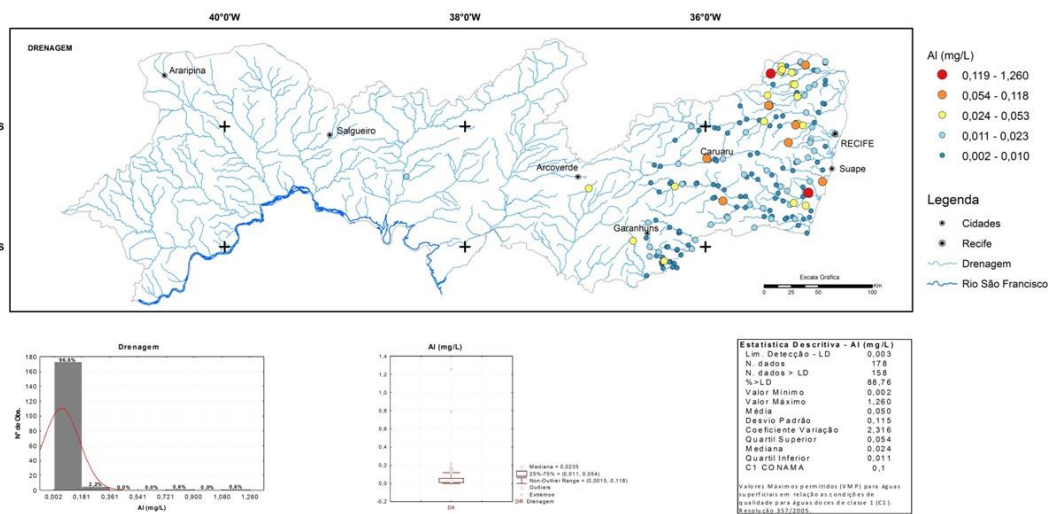 40°0'W 38°0'W 36°0'W
DRENAGEM
Araripina
Salgueiro
Arcoverde
Caruaru
RECIFE
Suape
Garanhuns
S
S
Escala Gráfica
0 25 50 100
Km
Al (mg/L)
0,119 - 1,260
0,054 - 0,118
0,024 - 0,053
0,011 - 0,023
0,002 - 0,010
Legenda
Cidades
Recife
Drenagem
Rio São Francisco
Drenagem
Nº de Obs.
180
160
140
120
100
80
60
40
20
0
96,6%
2,2% 0,0% 0,0% 0,6% 0,0% 0,6%
0,002 0,181 0,361 0,541 0,721 0,901 1,080 1,260
Al (mg/L)
Al (mg/L)
1,4
1,2
1,0
0,8
0,6
0,4
0,2
0,0
-0,2
DR
Mediana = 0,0235
25%-75% = (0,011, 0,054)
Non-Outlier Range = (0,0015, 0,118)
Outliers
Extremos
DR Drenagem
Estatística Descritiva - Al (mg/L)
Lim. Detecção - LD 0,003
N. dados 178
N. dados > LD 158
%>LD 88,76
Valor Mínimo 0,002
Valor Máximo 1,260
Média 0,050
Desvio Padrão 0,115
Coeficiente Variação 2,316
Quartil Superior 0,054
Mediana 0,024
Quartil Inferior 0,011
C1 CONAMA 0,1
Valores Máximos permitidos (VMP) para águas
superficiais em relação as condições de
qualidade para águas doces de classe 1 (C1).
Resolução 357/2005.